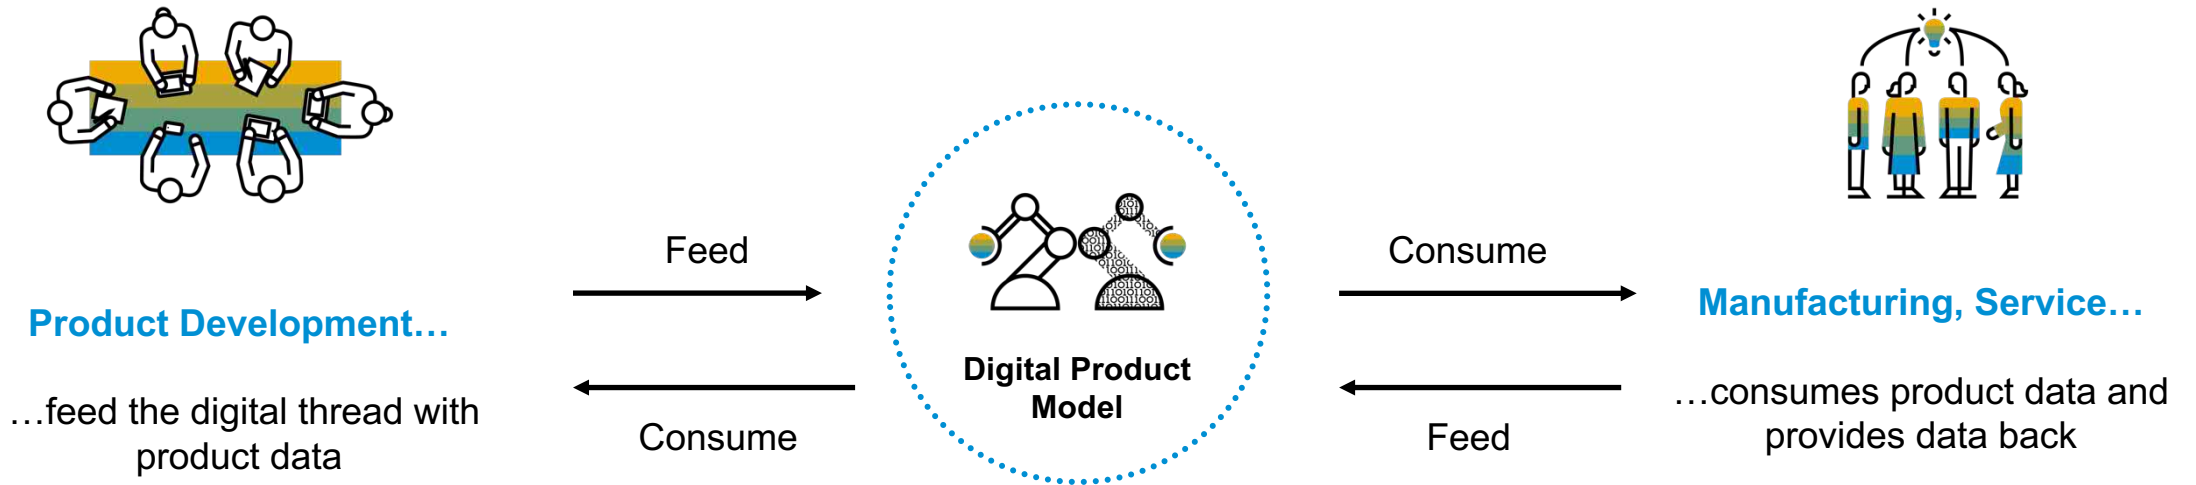 Product Development…
…feed the digital thread with
product data
Feed
Consume
Digital Product
Model
Consume
Feed
Manufacturing, Service…
…consumes product data and
provides data back